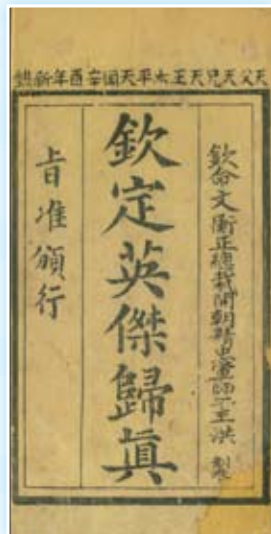 天父天兄天王太平天囯辛酉年新鐫
欽命文衡正總裁開朝精忠軍師干王洪 製
欽定英傑歸眞
旨准頒行